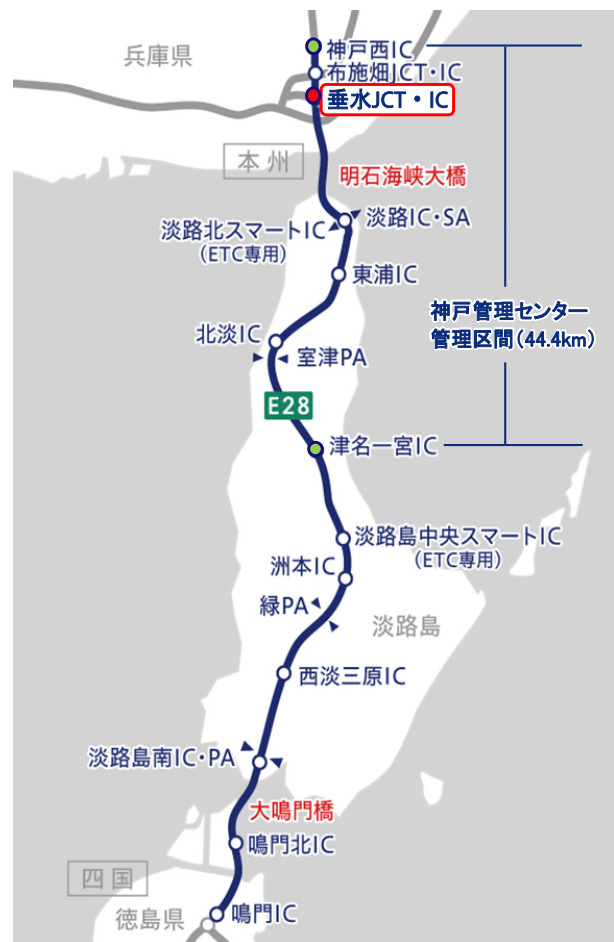 兵庫県
神戸西IC
布施畑JCT・IC
垂水JCT・IC
本州
明石海峡大橋
淡路IC・SA
淡路北スマートIC
(ETC専用)
東浦IC
神戸管理センター
管理区間(44.4km)
北淡IC
室津PA
E28
津名一宮IC
淡路島中央スマートIC
(ETC専用)
洲本IC
緑PA
淡路島
西淡三原IC
淡路島南IC・PA
大鳴門橋
鳴門北IC
四国
徳島県
鳴門IC